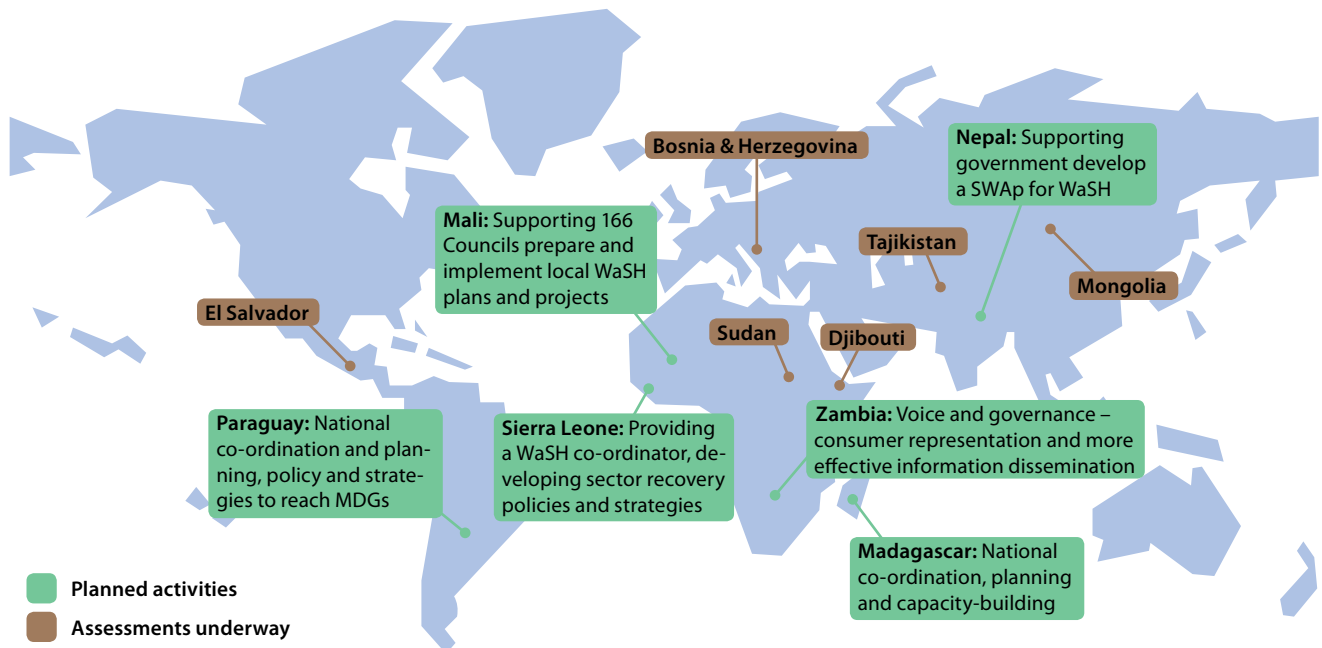 Bosnia & Herzegovina
Nepal: Supporting
government develop
a SWAp for WaSH
Mali: Supporting 166
Councils prepare and
implement local WaSH
plans and projects
Tajikistan
Mongolia
El Salvador
Sudan
Djibouti
Paraguay: National
co-ordination and plan-
ning, policy and strate-
gies to reach MDGs
Sierra Leone: Providing
a WaSH co-ordinator, de-
veloping sector recovery
policies and strategies
Zambia: Voice and governance –
consumer representation and more
effective information dissemination
Madagascar: National
co-ordination, planning
and capacity-building
Planned activities
Assessments underway